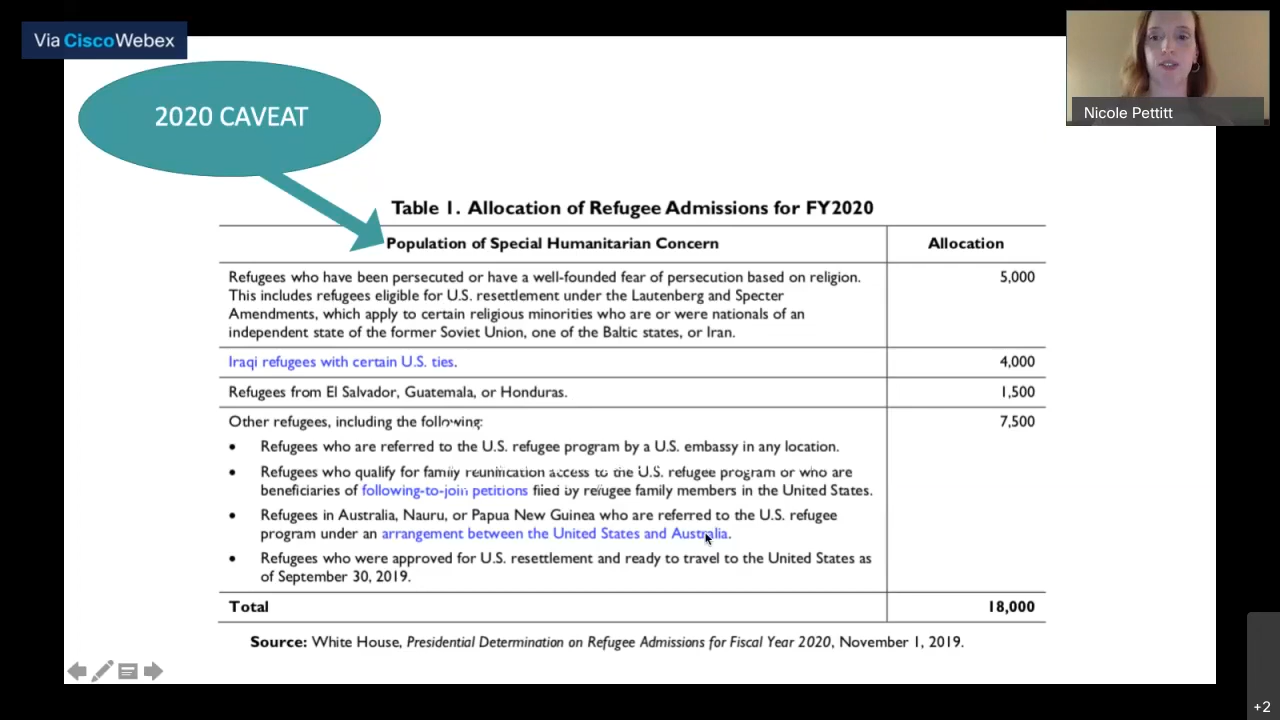 Via CiscoWebex
Nicole Pettitt
2020 CAVEAT
Table 1. Allocation of Refugee Admissions for FY2020
Population of Special Humanitarian Concern
Allocation
Refugees who have been persecuted or have a well-founded fear of persecution based on religion.
This includes refugees eligible for U.S. resettlement under the Lautenberg and Specter
Amendments, which apply to certain religious minorities who are or were nationals of an
independent state of the former Soviet Union, one of the Baltic states, or Iran.
5,000
Iraqi refugees with certain U.S. ties.
4,000
Refugees from El Salvador, Guatemala, or Honduras.
1,500
Other refugees, including the following:
7,500
• Refugees who are referred to the U.S. refugee program by a U.S. embassy in any location.
• Refugees who qualify for family reunification access to the U.S. refugee program or who are
beneficiaries of following-to-join petitions filed by refugee family members in the United States.
• Refugees in Australia, Nauru, or Papua New Guinea who are referred to the U.S. refugee
program under an arrangement between the United States and Australia.
• Refugees who were approved for U.S. resettlement and ready to travel to the United States as
of September 30, 2019.
Total
18,000
Source: White House, Presidential Determination on Refugee Admissions for Fiscal Year 2020, November 1, 2019.
+2